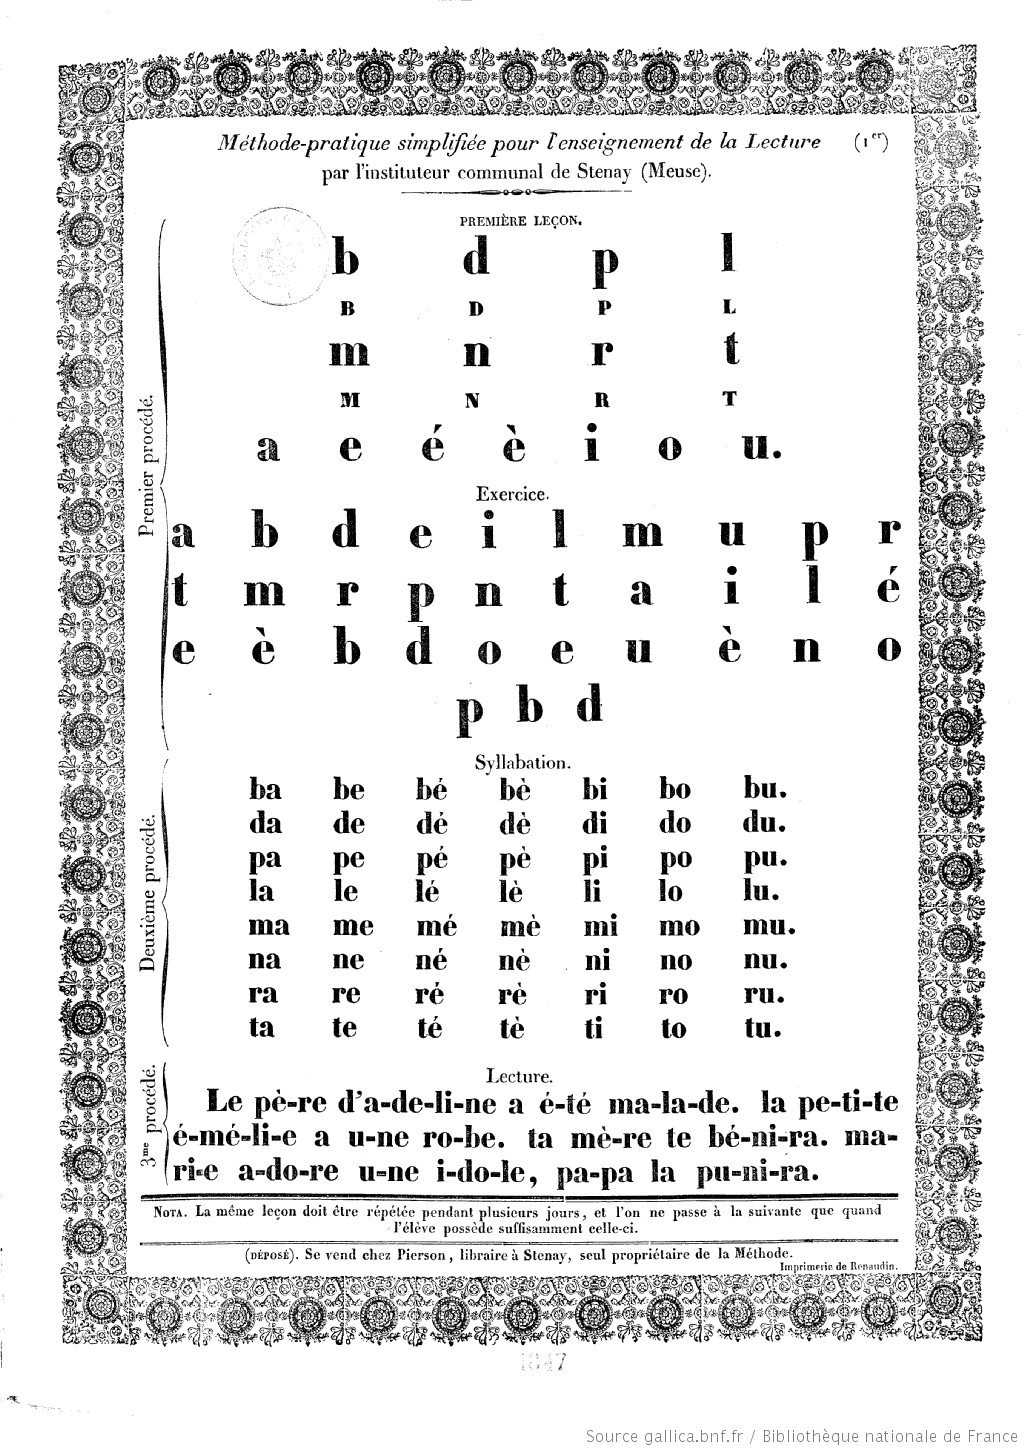 Méthode-pratique simplifiée pour l'enseignement de la Lecture (1er)
par l'instituteur communal de Stenay (Meuse).
PREMIÈRE LEÇON.
Premier procédé.
b d p l
B D P L
m n r t
M N R T
a e é è i o u.
Exercice.
a b d e i l m u p r
t m r p n t a i l é
e è b d o e u è n o
p b d
Deuxième procédé.
Syllabation.
ba be bé bè bi bo bu.
da de dé dè di do du.
pa pe pé pè pi po pu.
la le lé lè li lo lu.
ma me mé mè mi mo mu.
na ne né nè ni no nu.
ra re ré rè ri ro ru.
ta te té tè ti to tu.
3me procédé.
Lecture.
Le pè-re d'a-de-li-ne a é-té ma-la-de. la pe-ti-te
é-mé-li-e a u-ne ro-be. ta mè-re te bé-ni-ra. ma-
ri-e a-do-re u-ne i-do-le, pa-pa la pu-ni-ra.
NOTA. La même leçon doit être répétée pendant plusieurs jours, et l'on ne passe à la suivante que quand
l'élève possède suffisamment celle-ci.
(DÉPOSÉ). Se vend chez Pierson, libraire à Stenay, seul propriétaire de la Méthode.
Imprimerie de Renaudin.
1847
Source gallica.bnf.fr / Bibliothèque nationale de France